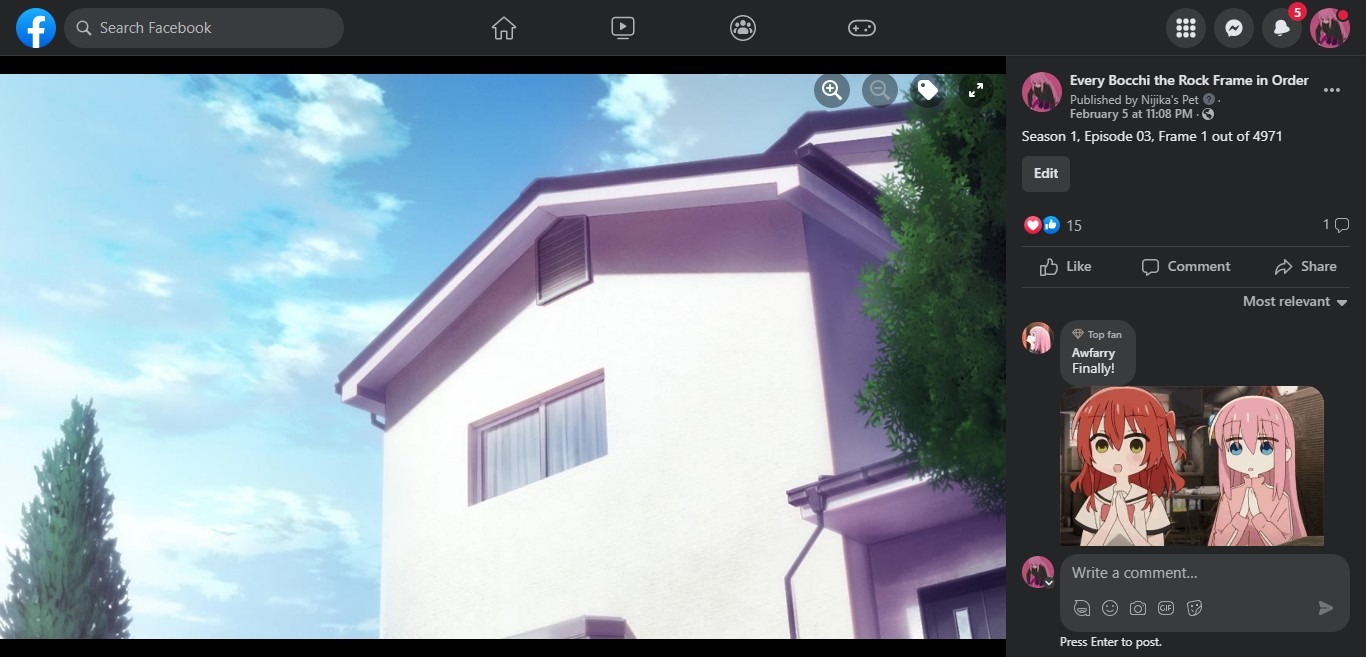 Search Facebook
5
Every Bocchi the Rock Frame in Order
Published by Nijika's Pet ·
February 5 at 11:08 PM ·
Season 1, Episode 03, Frame 1 out of 4971
Edit
15
1
Like
Comment
Share
Most relevant
Top fan
Awfarry
Finally!
Write a comment...
GIF
Press Enter to post.